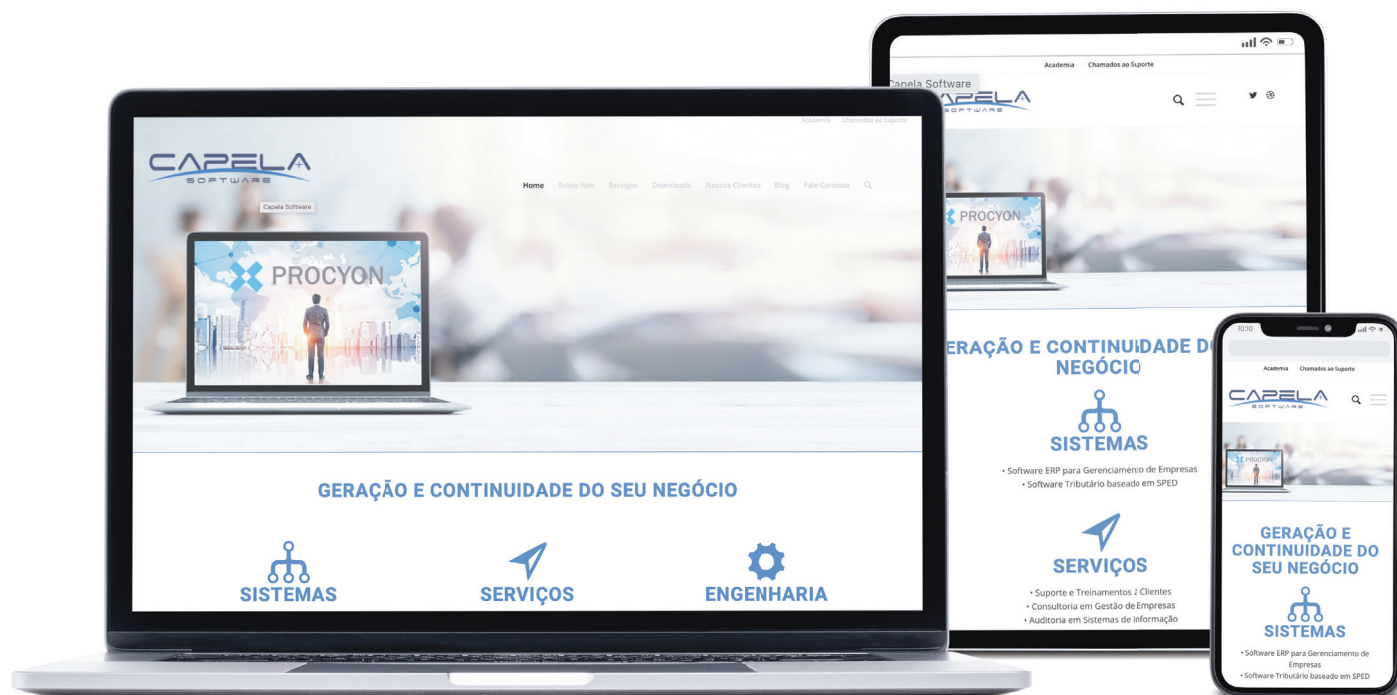 Academia Chamados ao Suporte
CAPELA
SOFTWARE
Home Sobre Nós Serviços Downloads Nossos Clientes Blog Fale Conosco
Capela Software
PROCYON
GERAÇÃO E CONTINUIDADE DO SEU NEGÓCIO
SISTEMAS
SERVIÇOS
ENGENHARIA
Academia Chamados ao Suporte
Capela Software
APELA
SOFTWARE
PROCYON
ERAÇÃO E CONTINUIDADE DO
NEGÓCIO
SISTEMAS
• Software ERP para Gerenciamento de Empresas
• Software Tributário baseado em SPED
SERVIÇOS
• Suporte e Treinamentos à Clientes
• Consultoria em Gestão de Empresas
• Auditoria em Sistemas de Informação
10:10
Academia Chamados ao Suporte
CAPELA
SOFTWARE
PROCYON
GERAÇÃO E
CONTINUIDADE DO
SEU NEGÓCIO
SISTEMAS
• Software ERP para Gerenciamento de
Empresas
• Software Tributário baseado em SPED